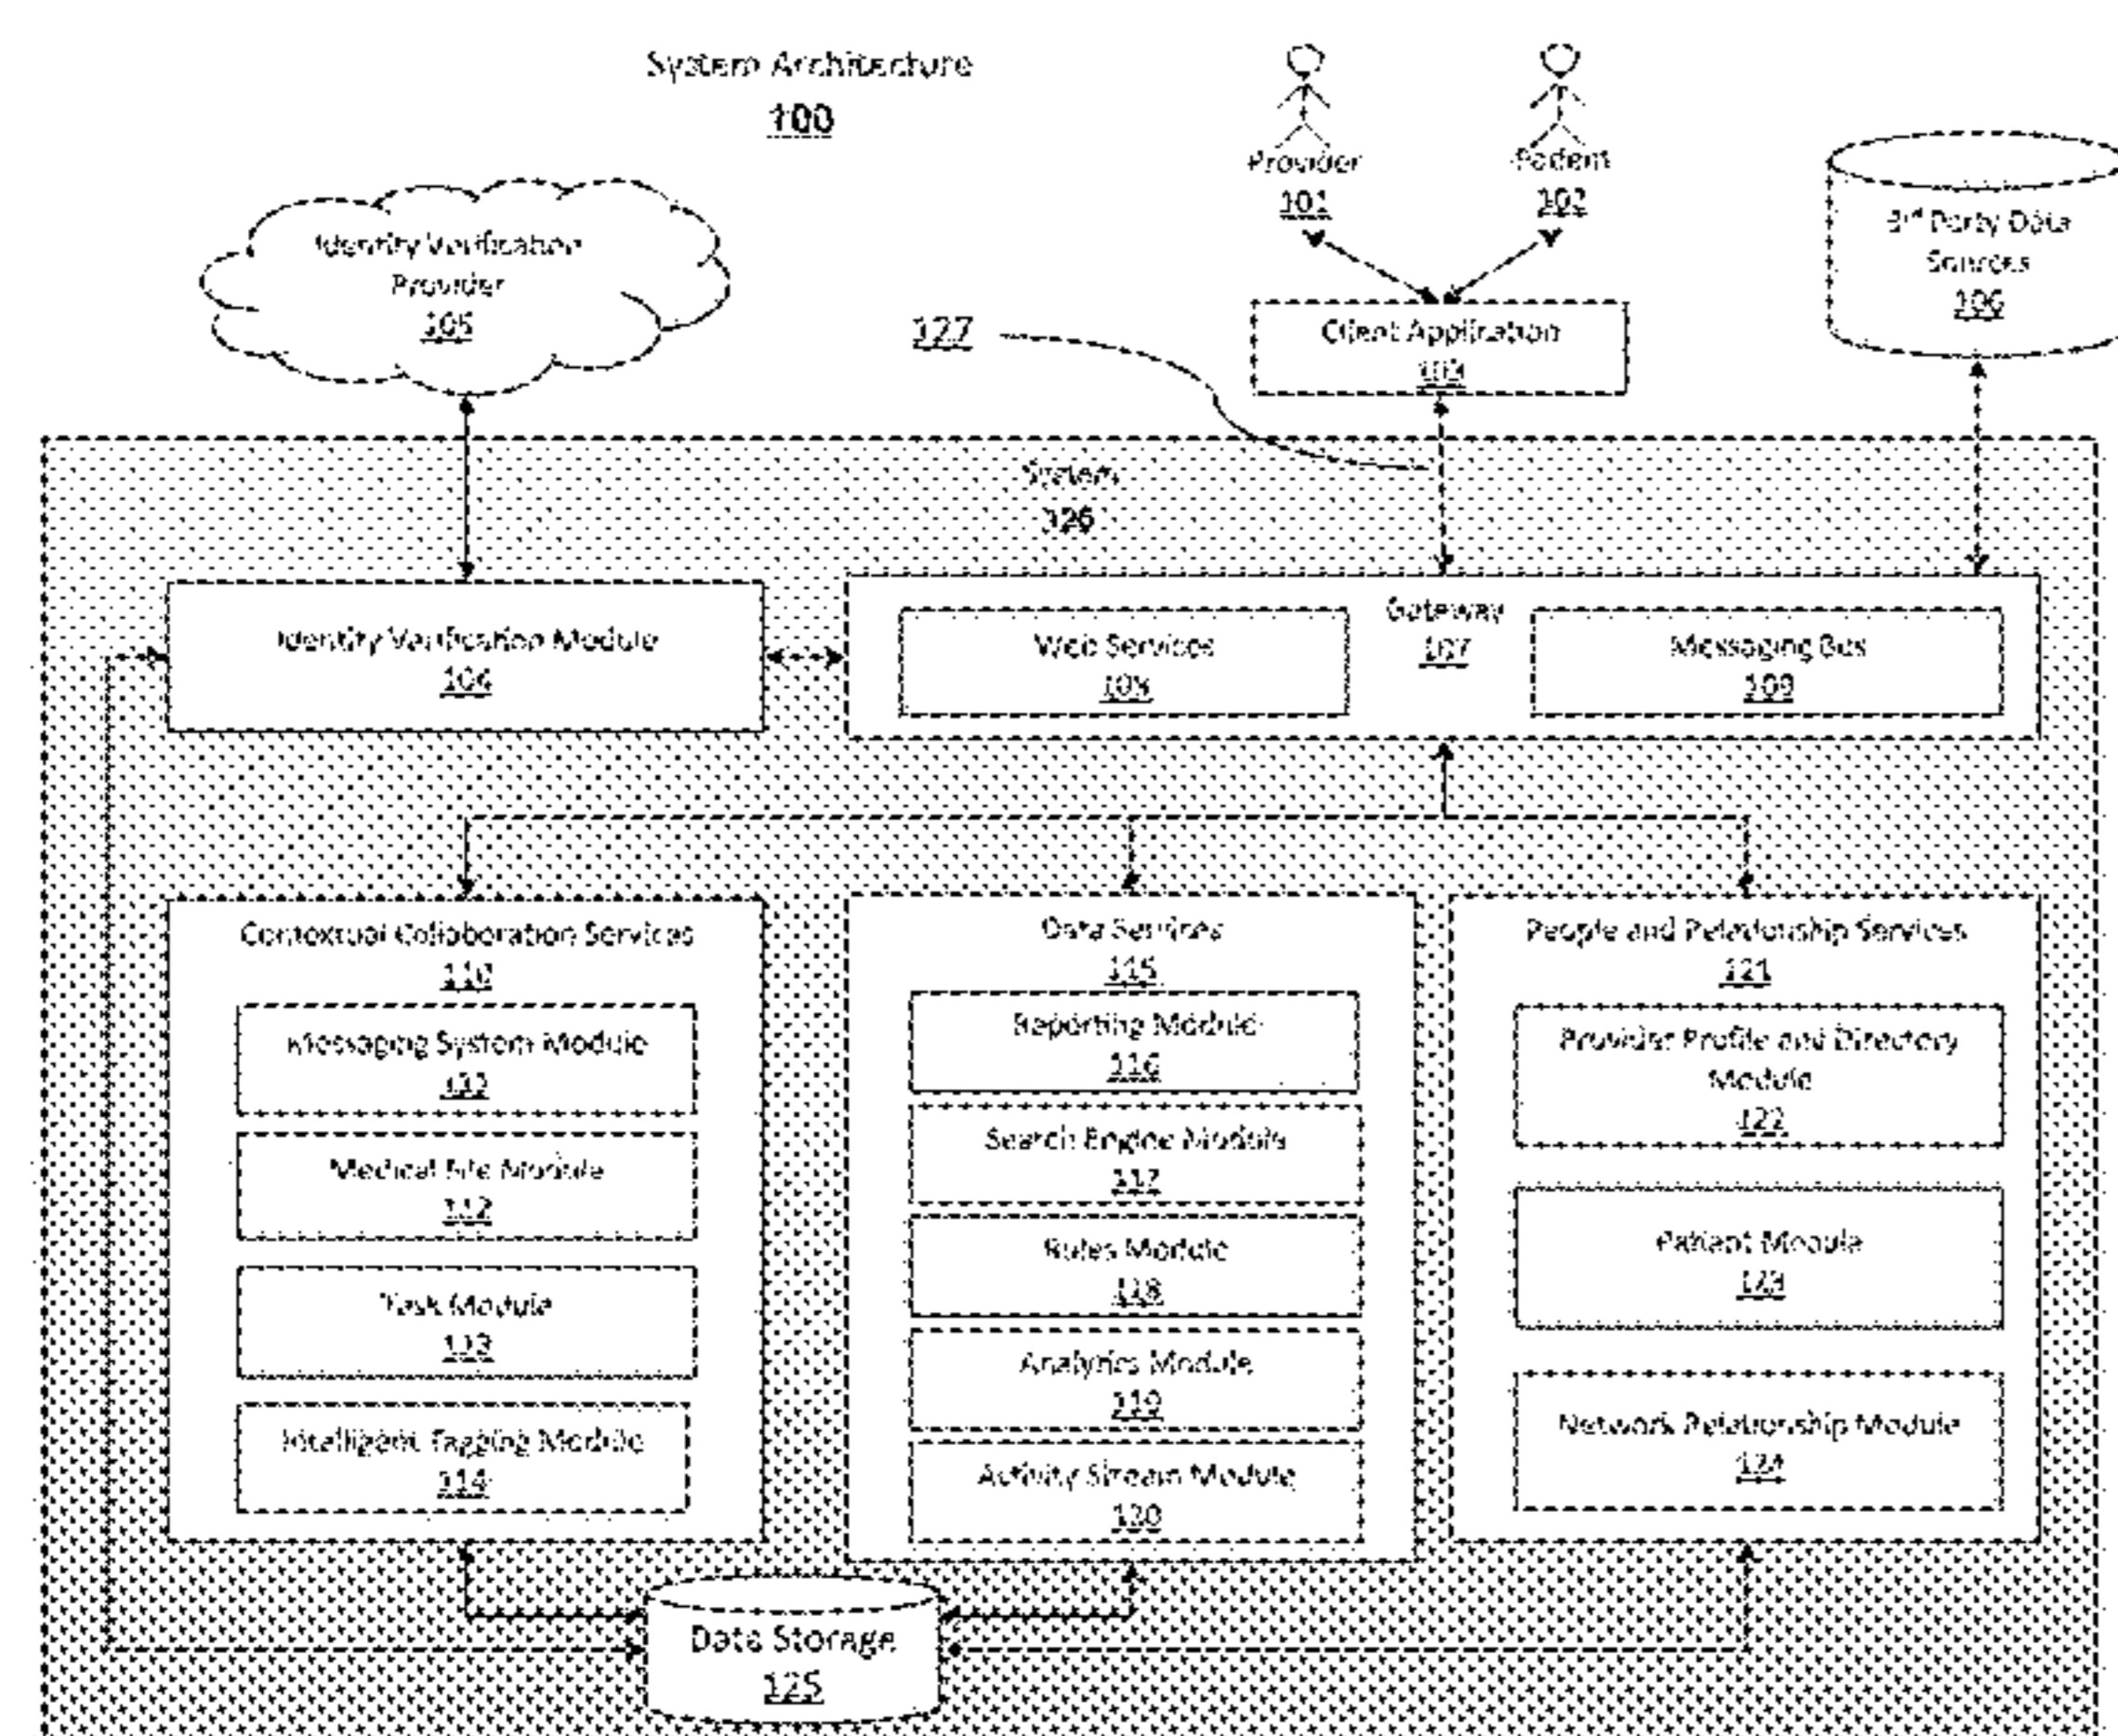 System Architecture
100
Provider
101
Patient
102
3rd Party Data
Sources
106
Identity Verification
Provider
105
127
Client Application
103
System
126
Identity Verification Module
104
Gateway
107
Web Services
108
Messaging Bus
109
Contextual Collaboration Services
110
Messaging System Module
111
Medical File Module
112
Task Module
113
Intelligent Tagging Module
114
Data Services
115
Reporting Module
116
Search Engine Module
117
Rules Module
118
Analytics Module
119
Activity Stream Module
120
People and Relationship Services
121
Provider Profile and Directory
Module
122
Patient Module
123
Network Relationship Module
124
Data Storage
125